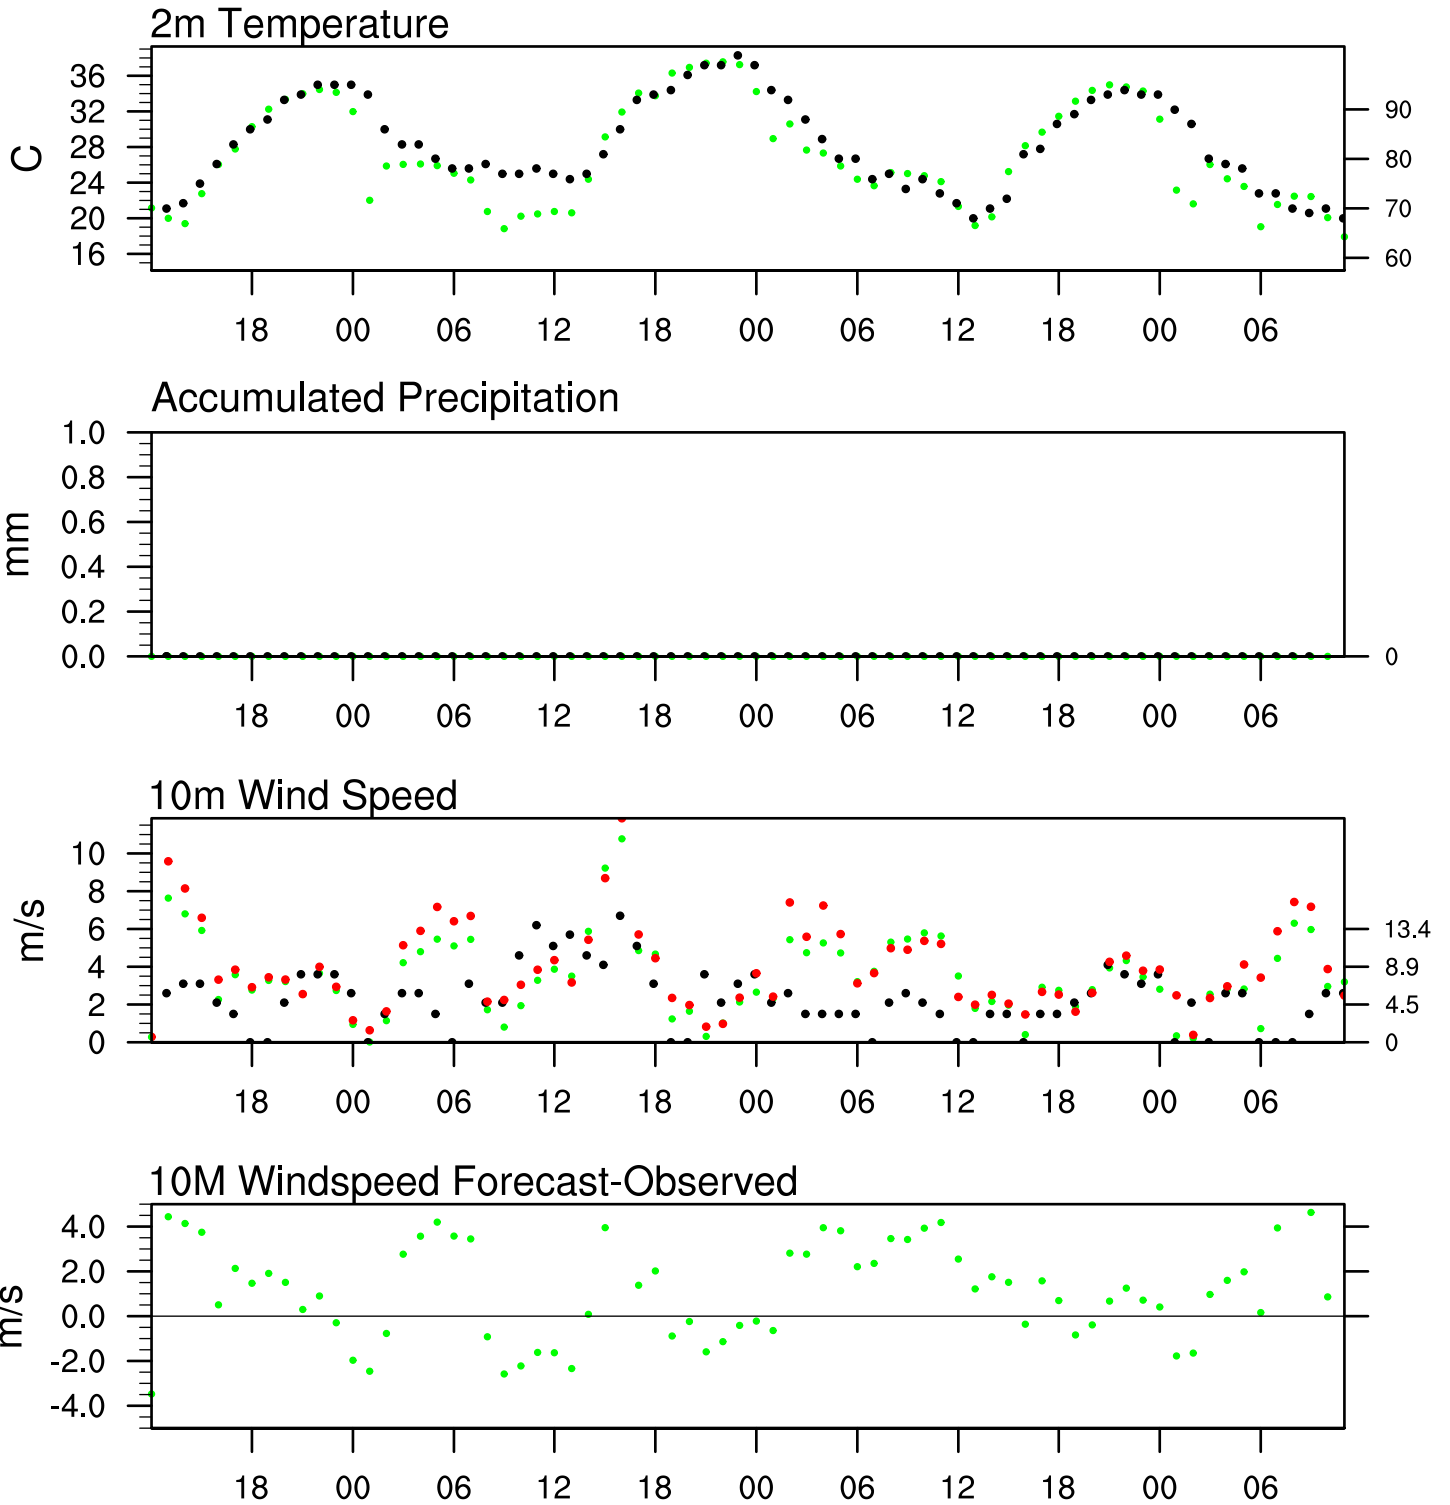 2m Temperature
C
36
32
28
24
20
16
90
80
70
60
18 00 06 12 18 00 06 12 18 00 06
Accumulated Precipitation
mm
1.0
0.8
0.6
0.4
0.2
0.0
0
18 00 06 12 18 00 06 12 18 00 06
10m Wind Speed
m/s
10
8
6
4
2
0
13.4
8.9
4.5
0
18 00 06 12 18 00 06 12 18 00 06
10M Windspeed Forecast-Observed
m/s
4.0
2.0
0.0
-2.0
-4.0
18 00 06 12 18 00 06 12 18 00 06